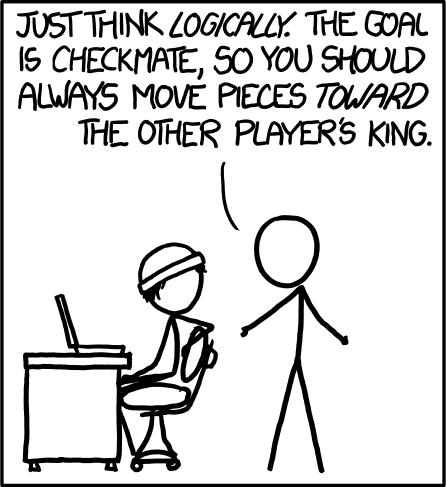 JUST THINK LOGICALLY. THE GOAL
IS CHECKMATE, SO YOU SHOULD
ALWAYS MOVE PIECES TOWARD
THE OTHER PLAYER'S KING.